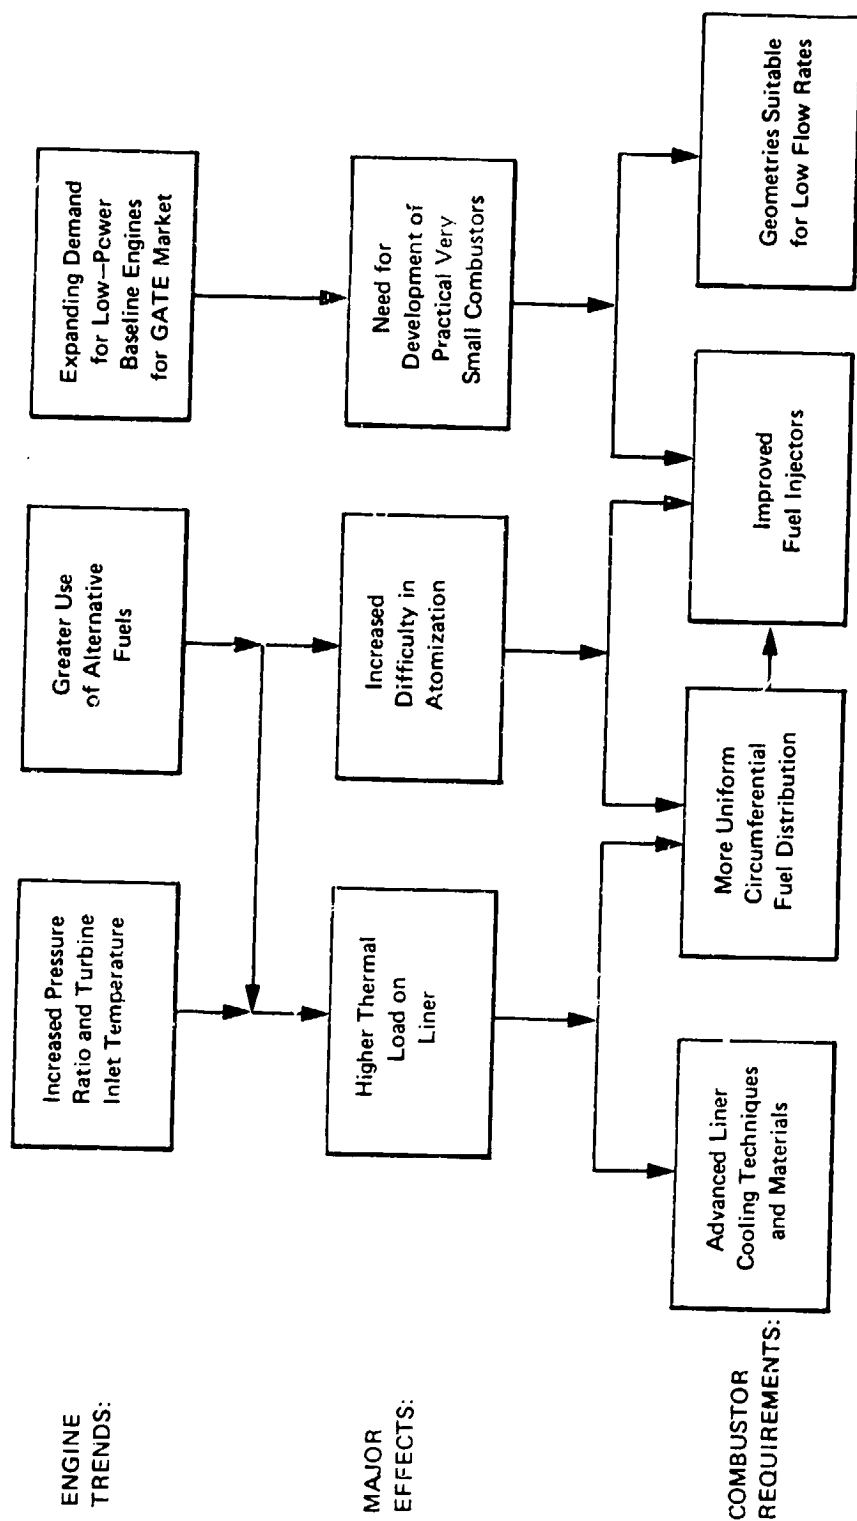 ENGINE
TRENDS:
Increased Pressure
Ratio and Turbine
Inlet Temperature
Greater Use
of Alternative
Fuels
Expanding Demand
for Low-Power
Baseline Engines
for GATE Market
MAJOR
EFFECTS:
Higher Thermal
Load on
Liner
Increased
Difficulty in
Atomization
Need for
Development of
Practical Very
Small Combustors
COMBUSTOR
REQUIREMENTS:
Advanced Liner
Cooling Techniques
and Materials
More Uniform
Circumferential
Fuel Distribution
Improved
Fuel Injectors
Geometries Suitable
for Low Flow Rates